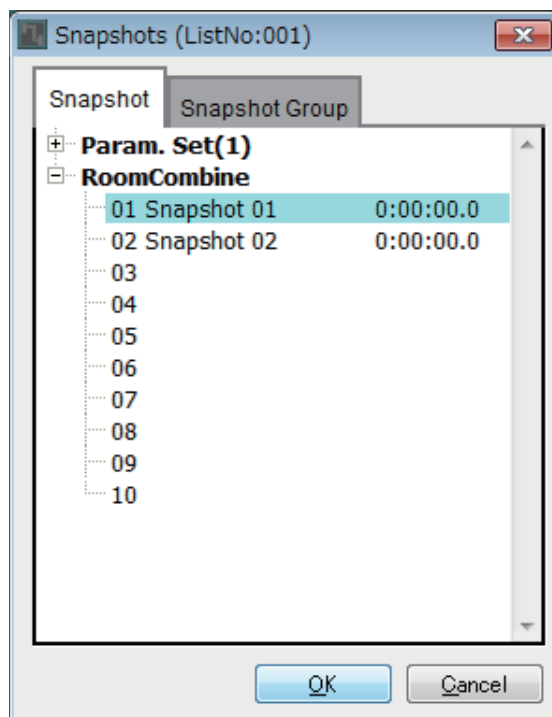 Snapshots (ListNo:001)
Snapshot Snapshot Group
Param. Set(1)
RoomCombine
01 Snapshot 01 0:00:00.0
02 Snapshot 02 0:00:00.0
03
04
05
06
07
08
09
10
OK Cancel